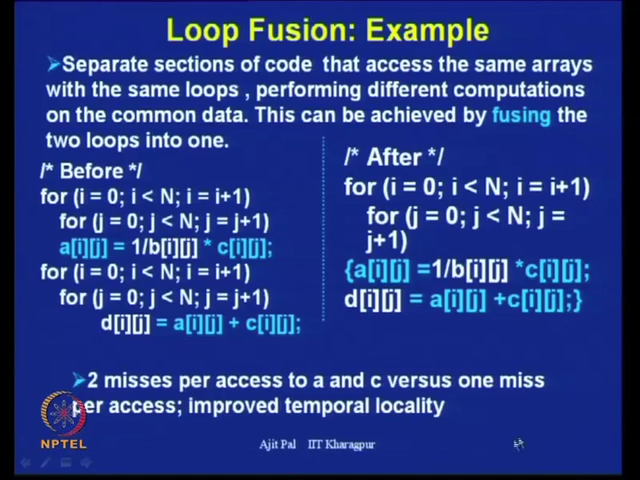 Loop Fusion: Example
➤Separate sections of code that access the same arrays
with the same loops , performing different computations
on the common data. This can be achieved by fusing the
two loops into one.
/* Before */
for (i = 0; i < N; i = i+1)
for (j = 0; j < N; j = j+1)
a[i][j] = 1/b[i][j] * c[i][j];
for (i = 0; i < N; i = i+1)
for (j = 0; j < N; j = j+1)
d[i][j] = a[i][j] + c[i][j];
/* After */
for (i = 0; i < N; i = i+1)
for (j = 0; j < N; j =
j+1)
{a[i][j] =1/b[i][j] *c[i][j];
d[i][j] = a[i][j] +c[i][j];}
➤2 misses per access to a and c versus one miss
per access; improved temporal locality
NPTEL
Ajit Pal IIT Kharagpur